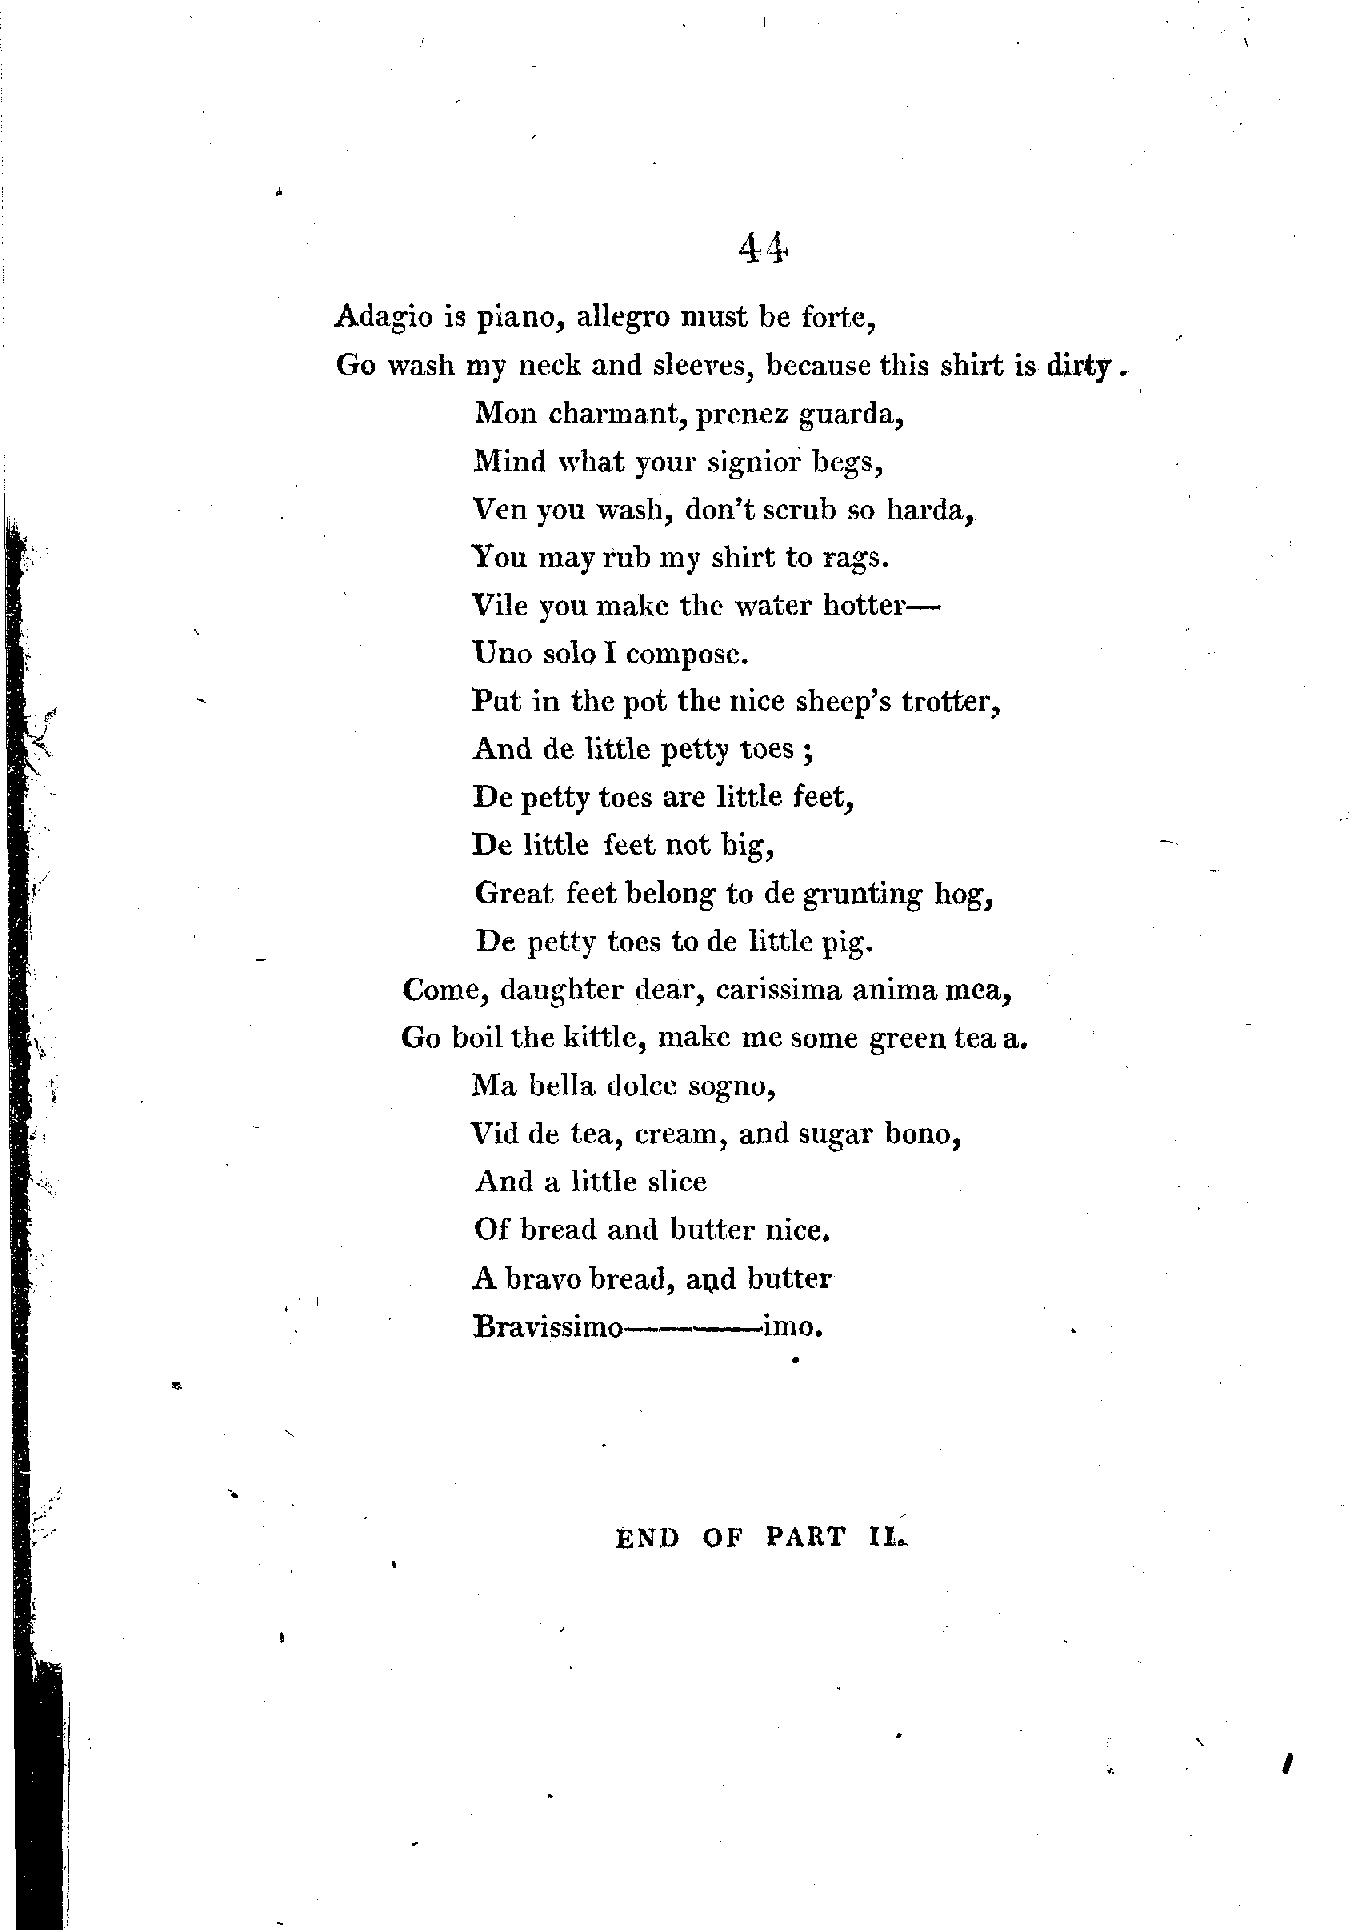 44
Adagio is piano, allegro must be forte,
Go wash my neck and sleeves, because this shirt is dirty.
Mon charmant, prenez guarda,
Mind what your signior begs,
Ven you wash, don't scrub so harda,
You may rub my shirt to rags.
Vile you make the water hotter—
Uno solo I compose.
Put in the pot the nice sheep's trotter,
And de little petty toes ;
De petty toes are little feet,
De little feet not big,
Great feet belong to de grunting hog,
De petty toes to de little pig.
Come, daughter dear, carissima anima mea,
Go boil the kittle, make me some green tea a.
Ma bella dolce sogno,
Vid de tea, cream, and sugar bono,
And a little slice
Of bread and butter nice.
A bravo bread, and butter
Bravissimo————imo.
END OF PART II.